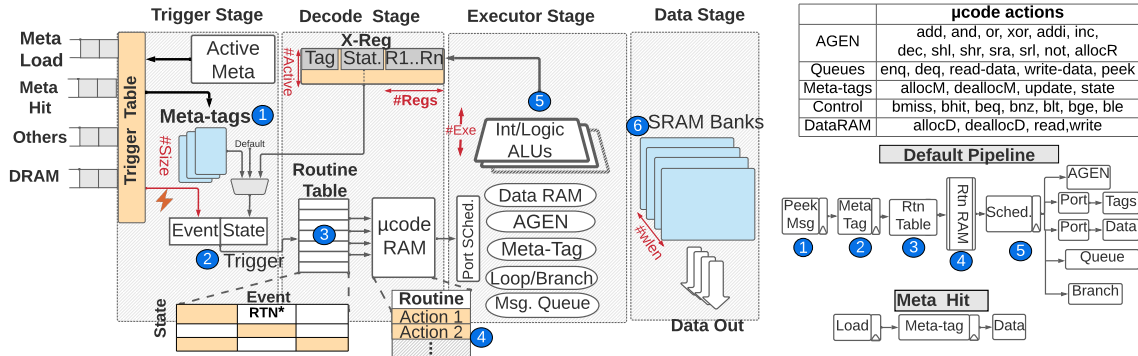 Trigger Stage
Decode Stage
Executor Stage
Data Stage
Meta
Load
Meta
Hit
Others
DRAM
Trigger Table
Active
Meta
Meta-tags
1
#Size
Default
Event
State
2
Trigger
X-Reg
Tag
Stat.
R1..Rn
#Active
#Regs
Routine
Table
3
µcode
RAM
Event
RTN*
State
Routine
Action 1
Action 2
4
5
#Exe
Int/Logic
ALUs
Port Sched.
Data RAM
AGEN
Meta-Tag
Loop/Branch
Msg. Queue
6
SRAM Banks
#wlen
Data Out
µcode actions
AGEN
add, and, or, xor, addi, inc,
dec, shl, shr, sra, srl, not, allocR
Queues
enq, deq, read-data, write-data, peek
Meta-tags
allocM, deallocM, update, state
Control
bmiss, bhit, beq, bnz, blt, bge, ble
DataRAM
allocD, deallocD, read,write
Default Pipeline
Peek
Msg
Meta
Tag
Rtn
Table
Rtn RAM
Sched.
AGEN
Port
Tags
Port
Data
Queue
Branch
1
2
3
4
5
Meta Hit
Load
Meta-tag
Data